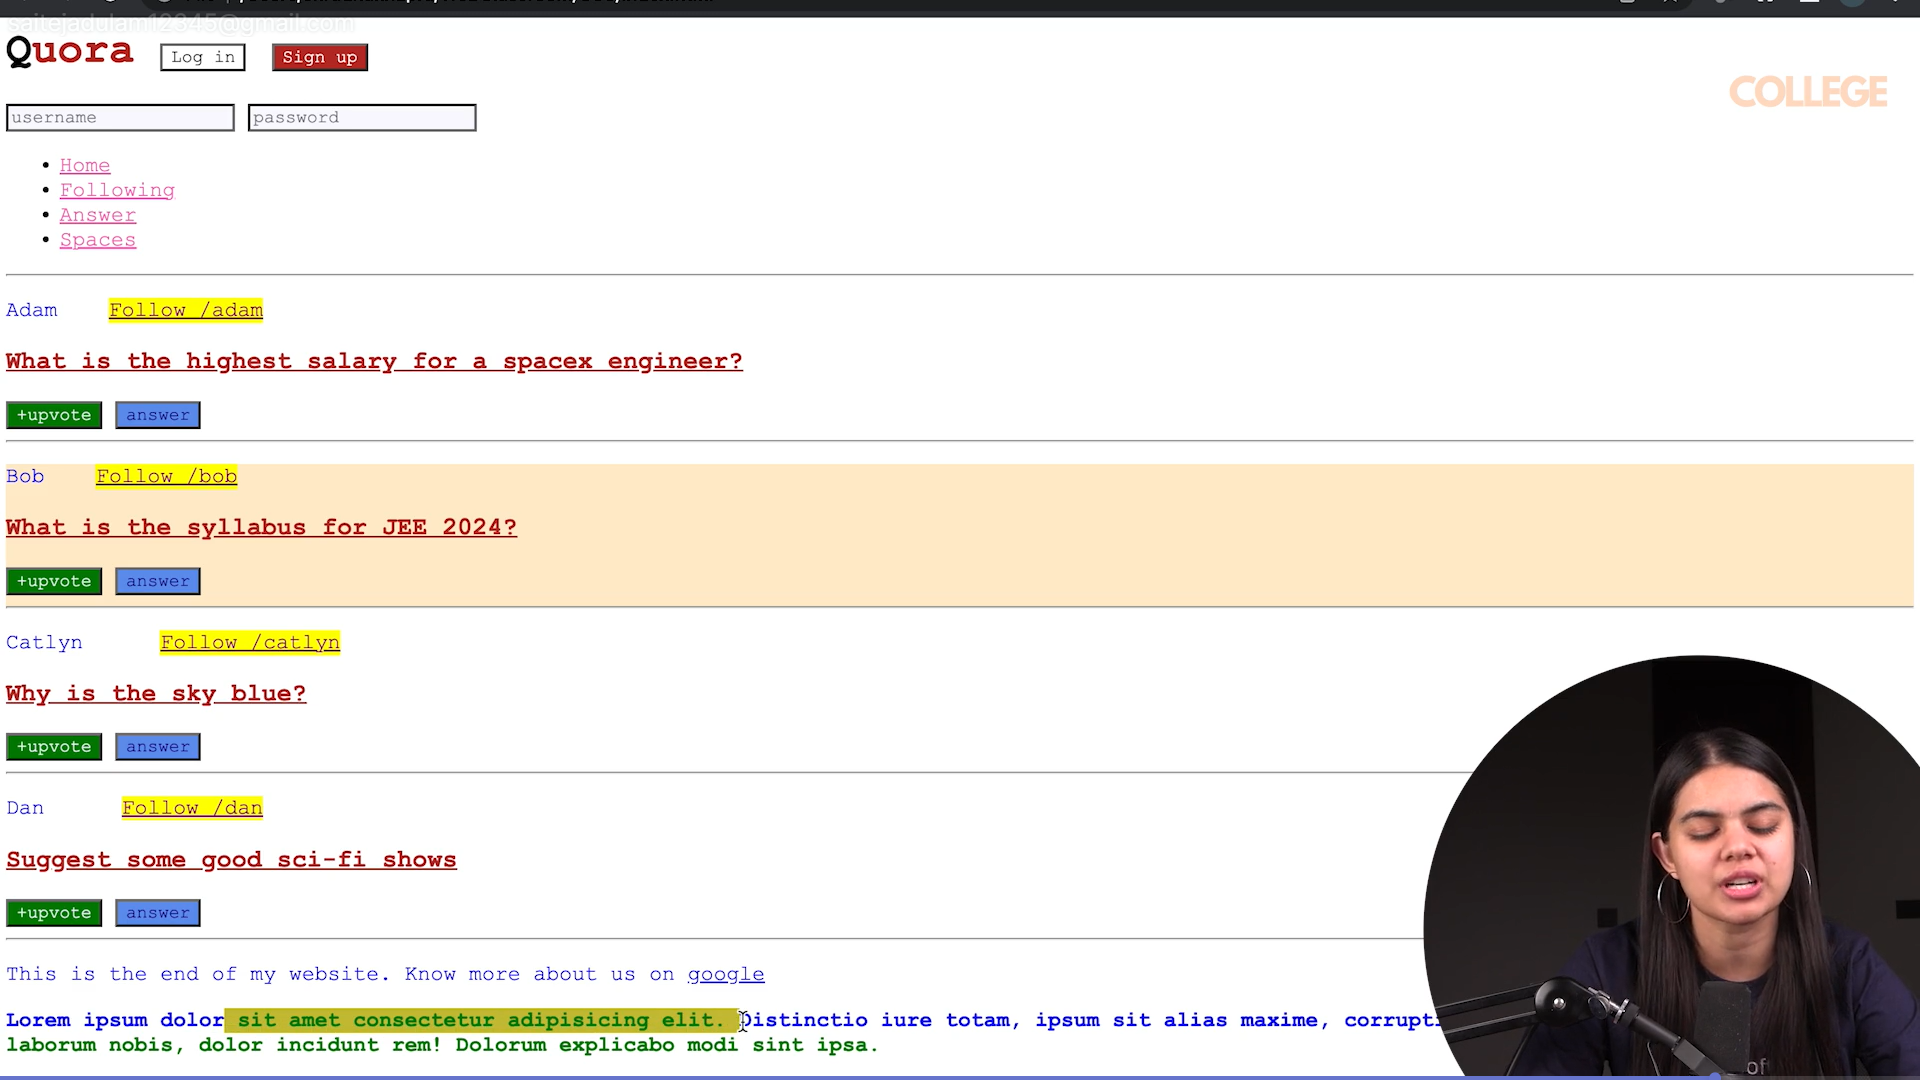 saitejadulam12345@gmail.com
Quora Log in Sign up
COLLEGE
username password
Home
Following
Answer
Spaces
Adam Follow /adam
What is the highest salary for a spacex engineer?
+upvote answer
Bob Follow /bob
What is the syllabus for JEE 2024?
+upvote answer
Catlyn Follow /catlyn
Why is the sky blue?
+upvote answer
Dan Follow /dan
Suggest some good sci-fi shows
+upvote answer
This is the end of my website. Know more about us on google
Lorem ipsum dolor sit amet consectetur adipisicing elit. Distinctio iure totam, ipsum sit alias maxime, corrupti
laborum nobis, dolor incidunt rem! Dolorum explicabo modi sint ipsa.